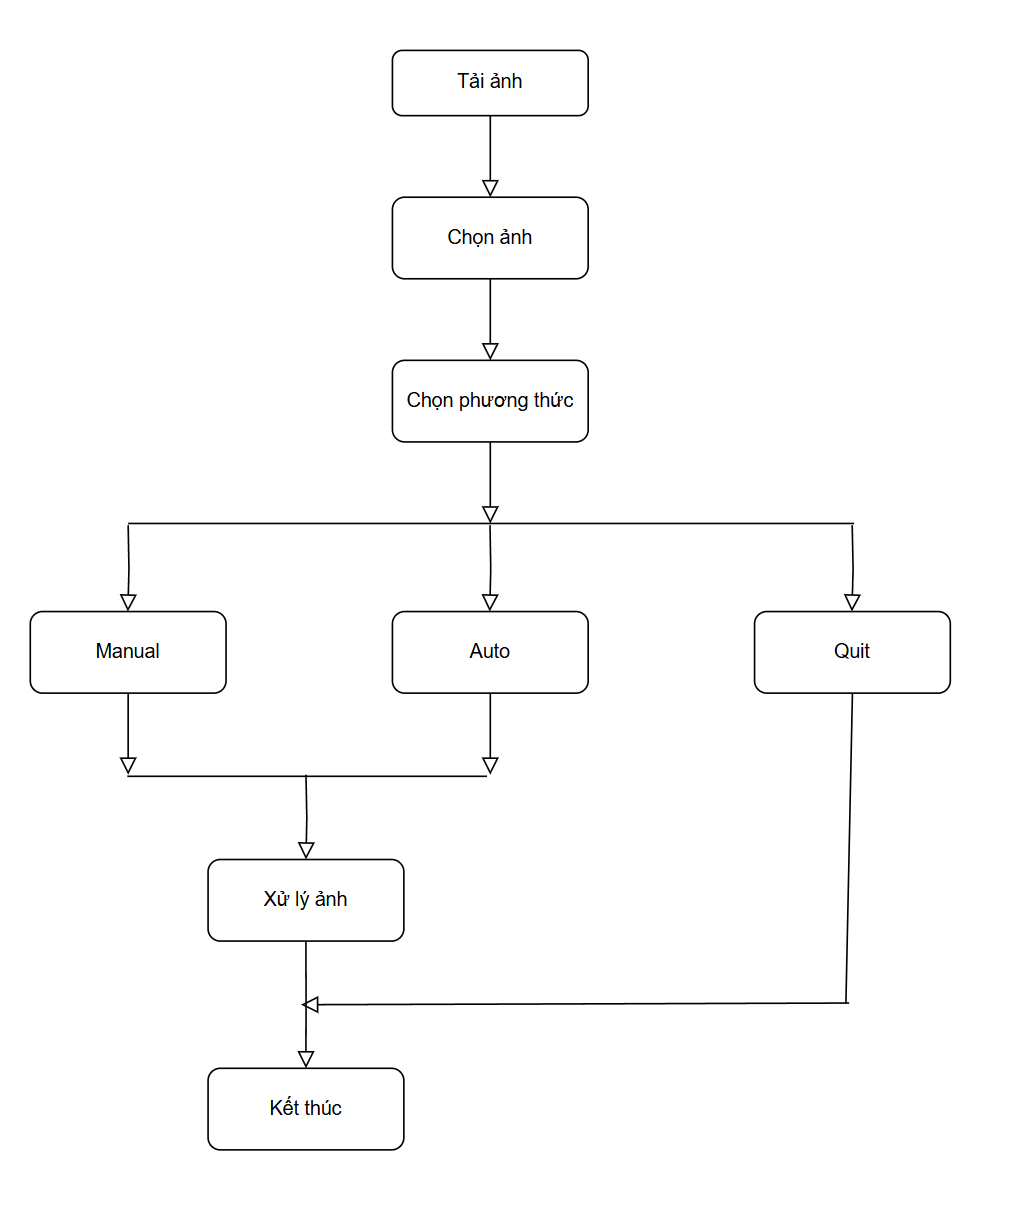 Tải ảnh
Chọn ảnh
Chọn phương thức
Manual
Auto
Quit
Xử lý ảnh
Kết thúc